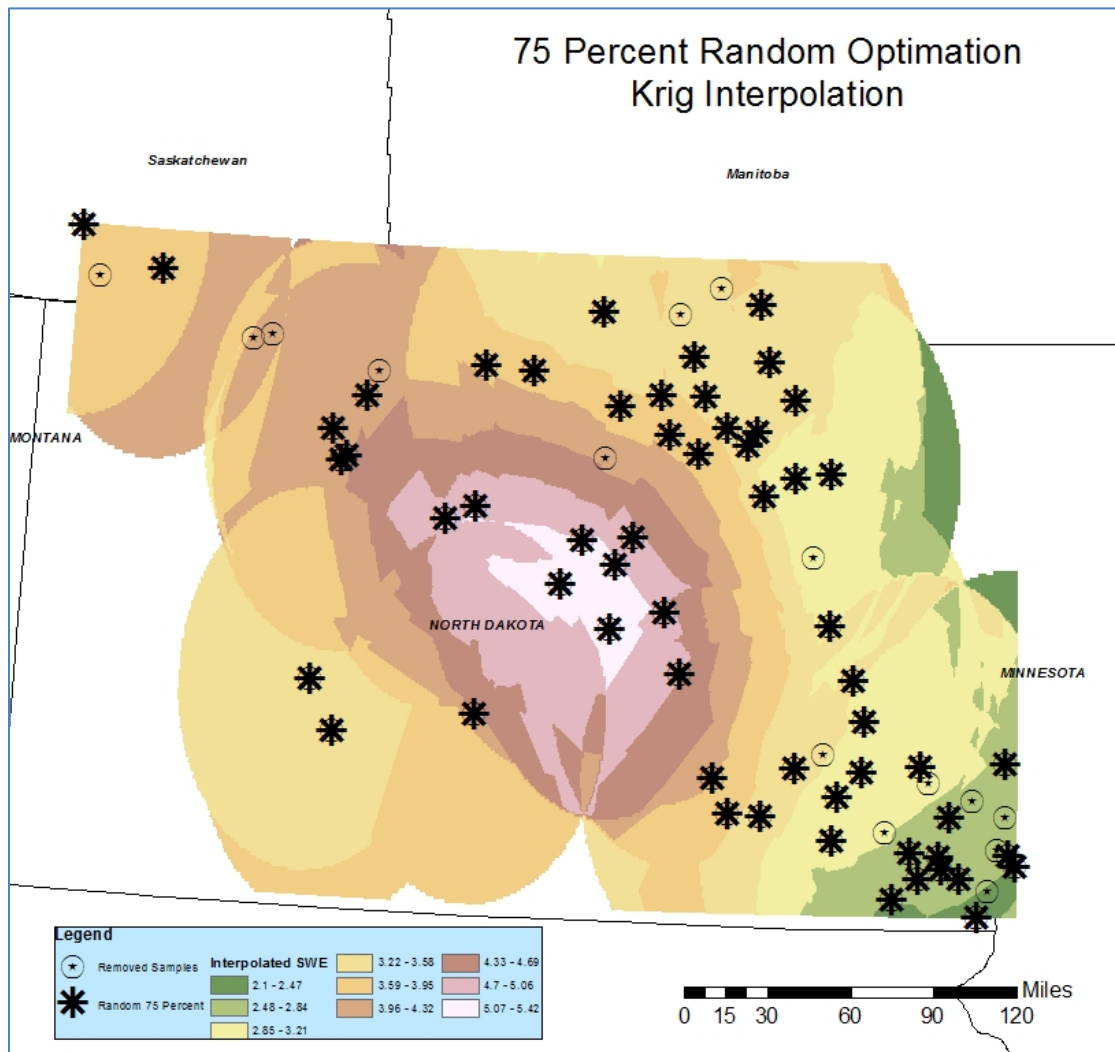 75 Percent Random Optimation
Krig Interpolation
Saskatchewan
Manitoba
MONTANA
NORTH DAKOTA
MINNESOTA
Legend
Removed Samples
Random 75 Percent
Interpolated SWE
2.1 - 2.47
2.48 - 2.84
2.85 - 3.21
3.22 - 3.58
3.59 - 3.95
3.96 - 4.32
4.33 - 4.69
4.7 - 5.06
5.07 - 5.42
Miles
0 15 30 60 90 120